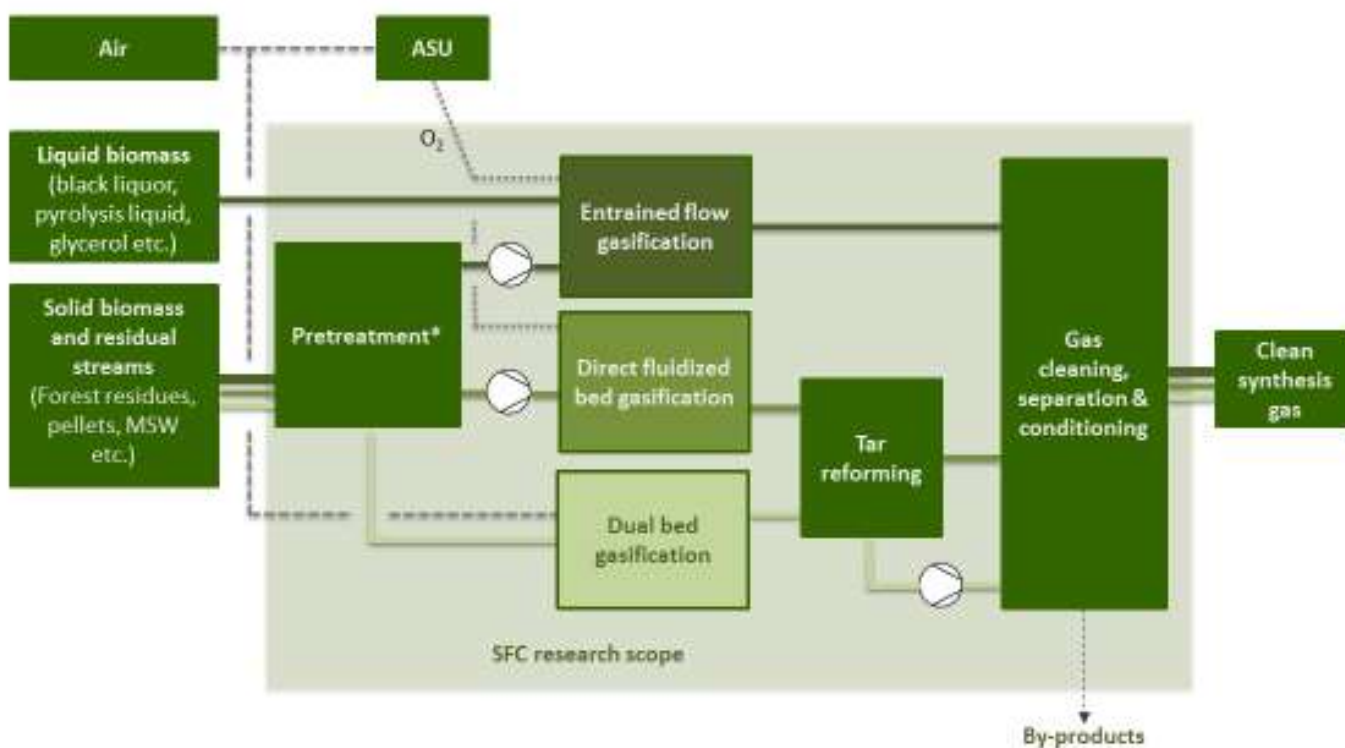 Air
ASU
O2
Liquid biomass
(black liquor,
pyrolysis liquid,
glycerol etc.)
Entrained flow
gasification
Solid biomass
and residual
streams
(Forest residues,
pellets, MSW
etc.)
Pretreatment*
Direct fluidized
bed gasification
Dual bed
gasification
Tar
reforming
Gas
cleaning,
separation &
conditioning
Clean
synthesis
gas
SFC research scope
By-products